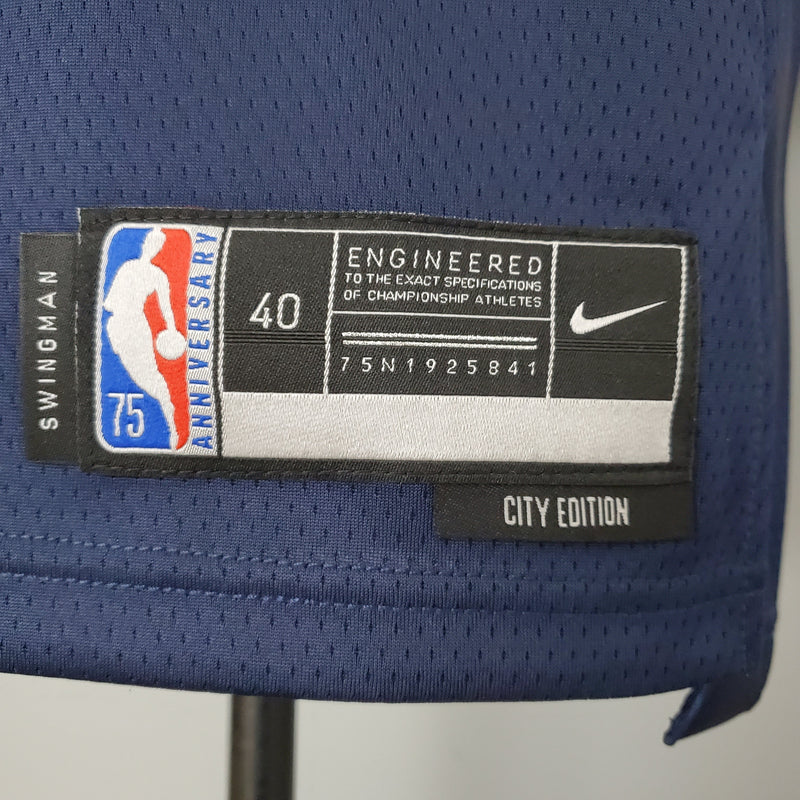 SWINGMAN
75
ANNIVERSARY
40
ENGINEERED
TO THE EXACT SPECIFICATIONS
OF CHAMPIONSHIP ATHLETES
75N1925841
CITY EDITION